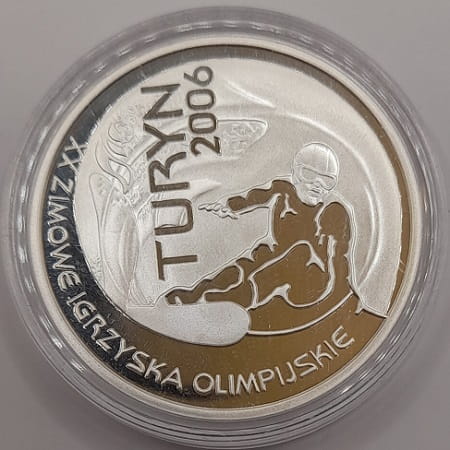 XX ZIMOWE IGRZYSKA OLIMPIJSKIE
TURYN
2006